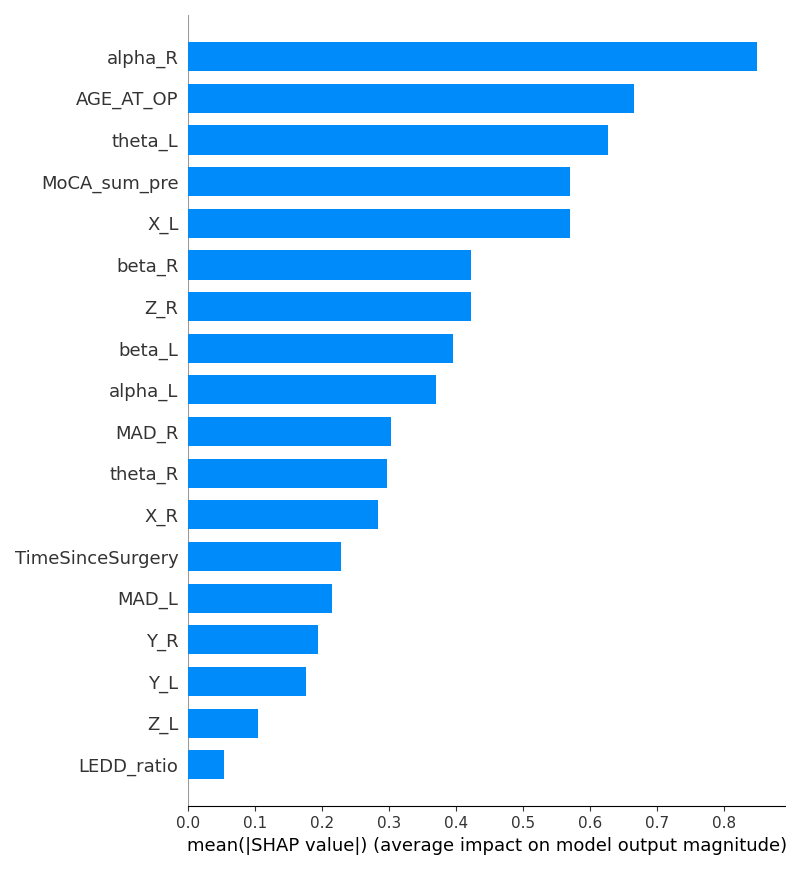 alpha_R
AGE_AT_OP
theta_L
MoCA_sum_pre
X_L
beta_R
Z_R
beta_L
alpha_L
MAD_R
theta_R
X_R
TimeSinceSurgery
MAD_L
Y_R
Y_L
Z_L
LEDD_ratio
0.0 0.1 0.2 0.3 0.4 0.5 0.6 0.7 0.8
mean(|SHAP value|) (average impact on model output magnitude)